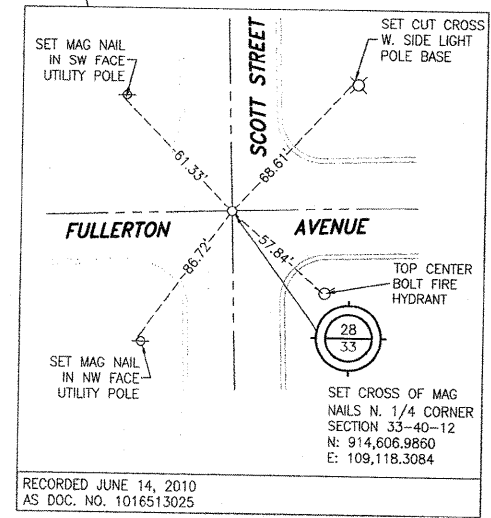 SET MAG NAIL
IN SW FACE
UTILITY POLE
SCOTT STREET
SET CUT CROSS
W. SIDE LIGHT
POLE BASE
61.33'
68.61'
FULLERTON
AVENUE
86.72'
57.84'
TOP CENTER
BOLT FIRE
HYDRANT
28
33
SET MAG NAIL
IN NW FACE
UTILITY POLE
SET CROSS OF MAG
NAILS N. 1/4 CORNER
SECTION 33-40-12
N: 914,606.9860
E: 109,118.3084
RECORDED JUNE 14, 2010
AS DOC. NO. 1016513025